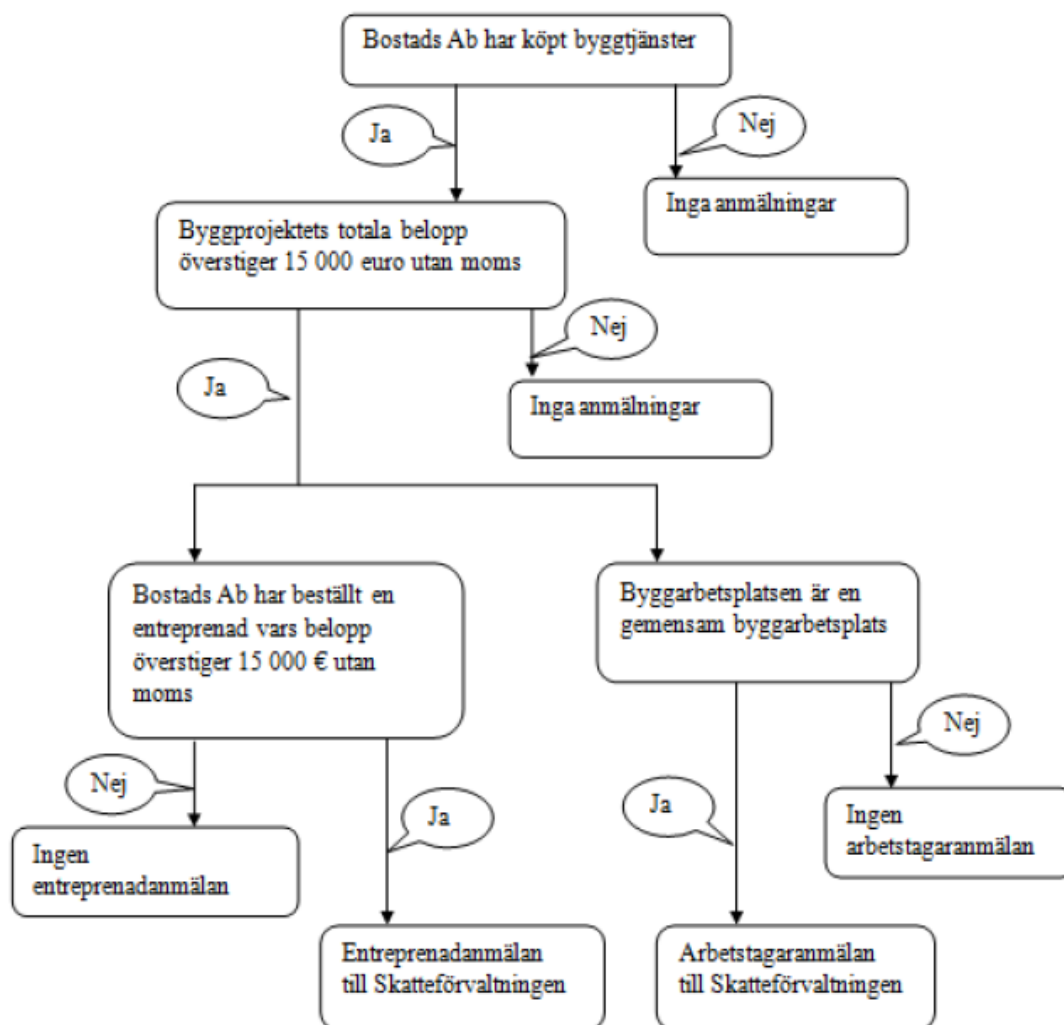 Bostads Ab har köpt byggtjänster
Ja
Nej
Inga anmälningar
Byggprojektets totala belopp
överstiger 15 000 euro utan moms
Nej
Ja
Inga anmälningar
Bostads Ab har beställt en
entreprenad vars belopp
överstiger 15 000 € utan
moms
Byggarbetsplatsen är en
gemensam byggarbetsplats
Nej
Ja
Ja
Nej
Ingen
entreprenadanmälan
Ingen
arbetstagaranmälan
Entreprenadanmälan
till Skatteförvaltningen
Arbetstagaranmälan
till Skatteförvaltningen